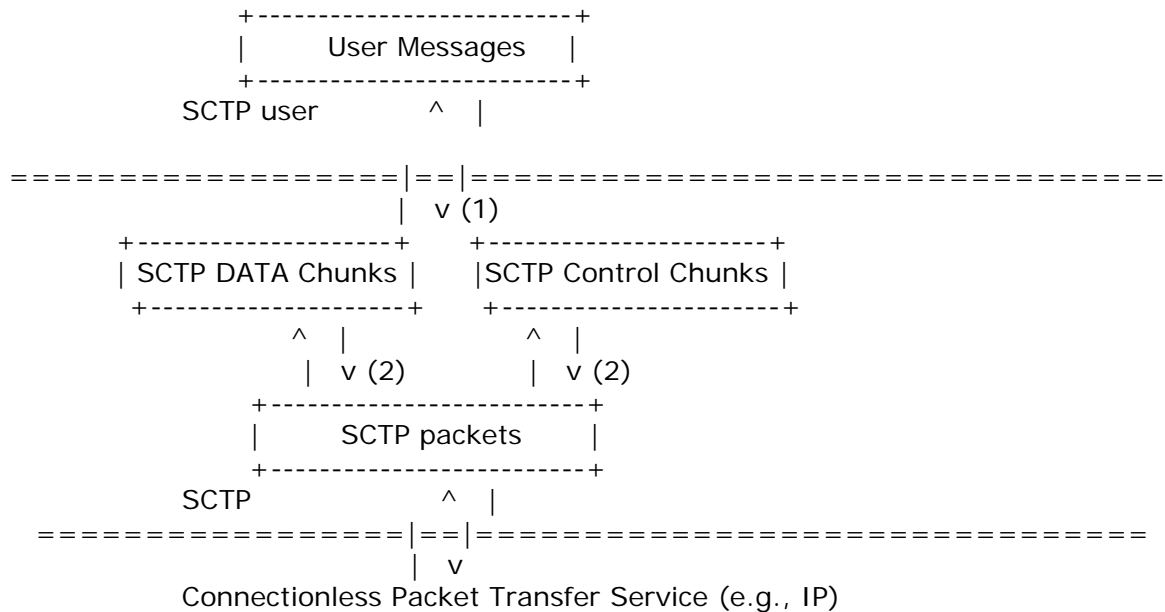 +--------------------------+
|      User Messages   |
+--------------------------+
SCTP user          ^   |
==================|==|================================
|   v (1)
+---------------------+     +-----------------------+
| SCTP DATA Chunks |     |SCTP Control Chunks |
+---------------------+     +-----------------------+
^   |               ^   |
|   v (2)          |   v (2)
+--------------------------+
|       SCTP packets      |
+--------------------------+
SCTP               ^   |
=================|==|===============================
|   v
Connectionless Packet Transfer Service (e.g., IP)